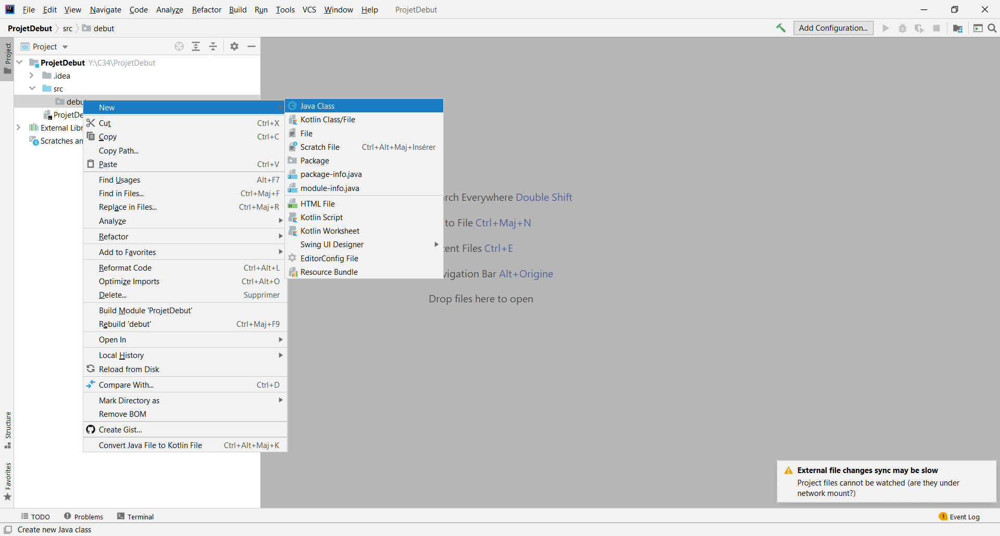 File Edit View Navigate Code Analyze Refactor Build Run Tools VCS Window Help ProjetDebut
ProjetDebut src debut
Add Configuration...
Project
Project
ProjetDebut Y:\C34\ProjetDebut
.idea
src
debu
ProjetDe
External Libr
Scratches an
New
Cut Ctrl+X
Copy Ctrl+C
Copy Path...
Paste Ctrl+V
Find Usages Alt+F7
Find in Files... Ctrl+Maj+F
Replace in Files... Ctrl+Maj+R
Analyze
Refactor
Add to Favorites
Reformat Code Ctrl+Alt+L
Optimize Imports Ctrl+Alt+O
Delete... Supprimer
Build Module 'ProjetDebut'
Rebuild 'debut' Ctrl+Maj+F9
Open In
Local History
Reload from Disk
Compare With... Ctrl+D
Mark Directory as
Remove BOM
Create Gist...
Convert Java File to Kotlin File Ctrl+Alt+Maj+K
Java Class
Kotlin Class/File
File
Scratch File Ctrl+Alt+Maj+Insérer
Package
package-info.java
module-info.java
HTML File
Kotlin Script
Kotlin Worksheet
Swing UI Designer
EditorConfig File
Resource Bundle
rch Everywhere Double Shift
to File Ctrl+Maj+N
cent Files Ctrl+E
vigation Bar Alt+Origine
Drop files here to open
Structure
Favorites
External file changes sync may be slow
Project files cannot be watched (are they under
network mount?)
TODO Problems Terminal
1 Event Log
Create new Java class